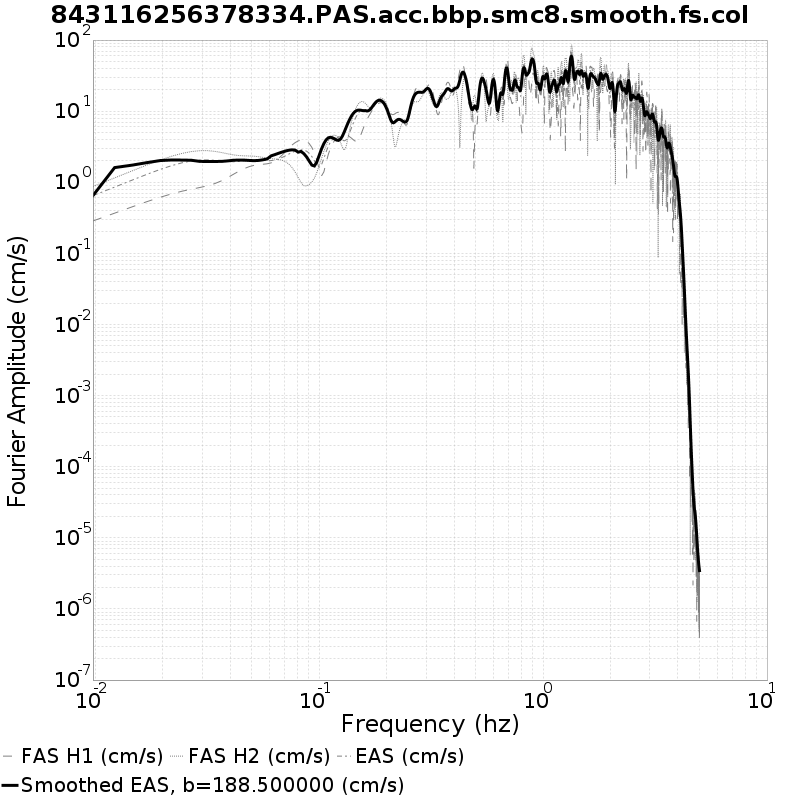 843116256378334.PAS.acc.bbp.smc8.smooth.fs.col
10^2
10^1
10^0
10^-1
10^-2
10^-3
10^-4
10^-5
10^-6
10^-7
Fourier Amplitude (cm/s)
10^-2 10^-1 10^0 10^1
Frequency (hz)
FAS H1 (cm/s) FAS H2 (cm/s) EAS (cm/s)
Smoothed EAS, b=188.500000 (cm/s)